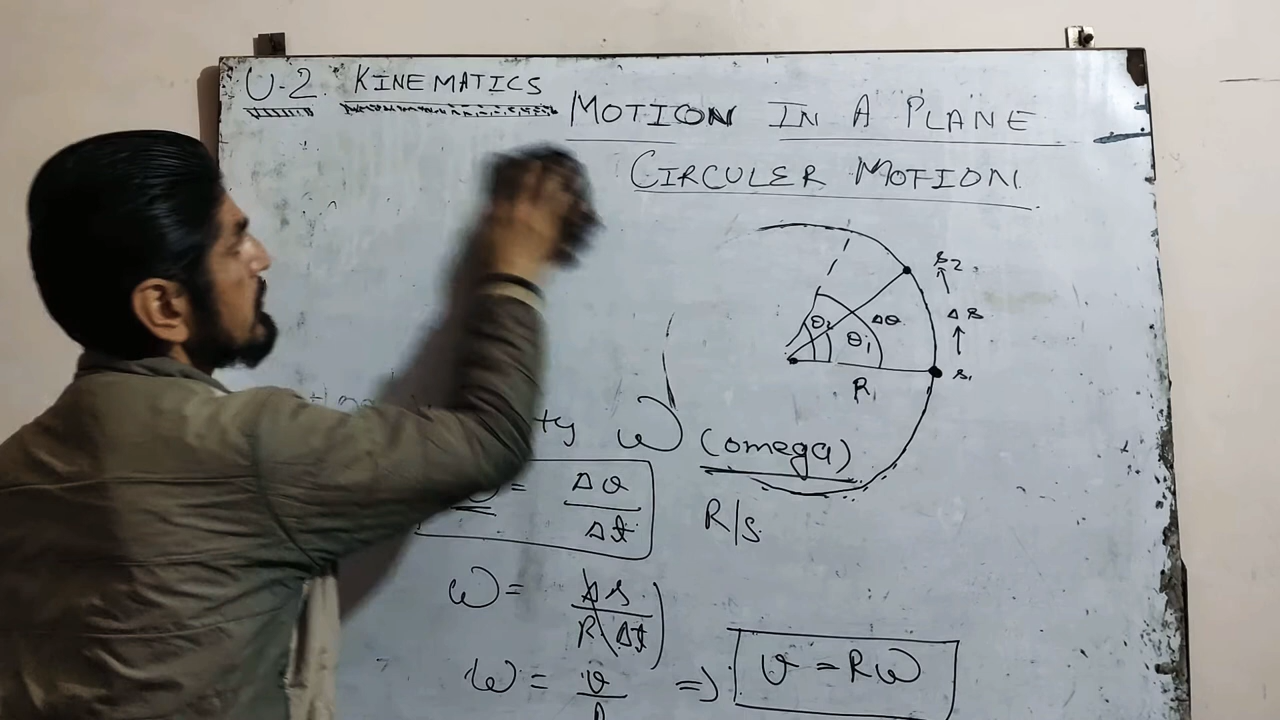 U-2 KINEMATICS
MOTION IN A PLANE
CIRCULER MOTION
s2
Δs
θ2 Δθ
θ1
R s1
ty ω (omega)
= Δθ/Δt R/s
ω = Δs/R Δt
ω = v/ => v = Rω